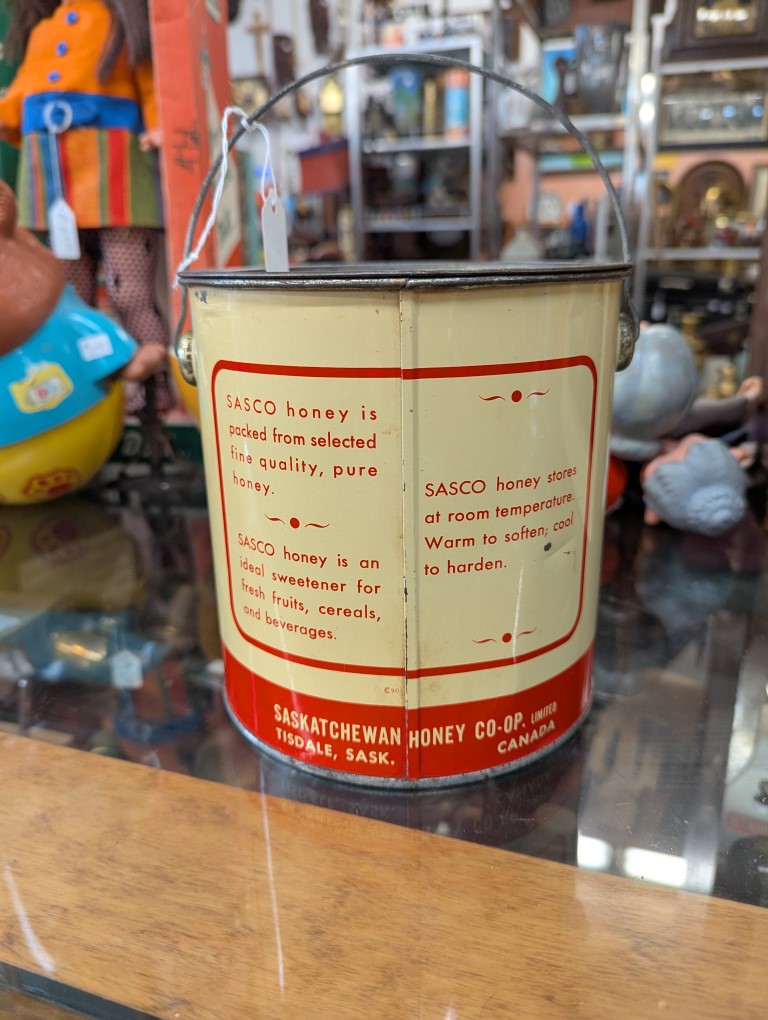 SASCO honey is
packed from selected
fine quality, pure
honey.
SASCO honey is an
ideal sweetener for
fresh fruits, cereals,
and beverages.
SASCO honey stores
at room temperature.
Warm to soften; cool
to harden.
SASKATCHEWAN HONEY CO-OP. LIMITED
TISDALE, SASK. CANADA